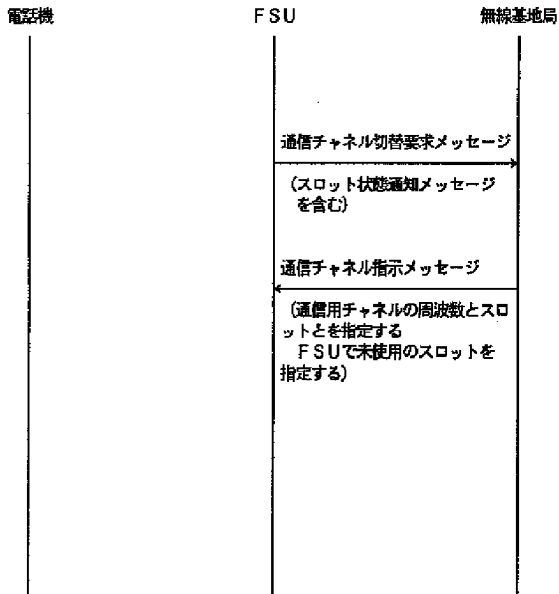 電話機
FSU
無線基地局
通信チャネル切替要求メッセージ
(スロット状態通知メッセージ
を含む)
通信チャネル指示メッセージ
(通信用チャネルの周波数とスロ
ットとを指定する
FSUで未使用のスロットを
指定する)